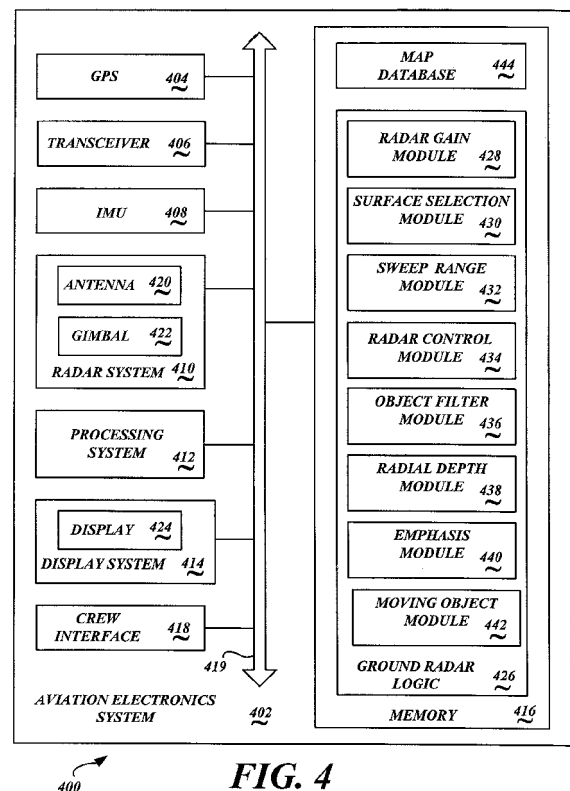 GPS 404
TRANSCEIVER 406
IMU 408
ANTENNA 420
GIMBAL 422
RADAR SYSTEM 410
PROCESSING
SYSTEM 412
DISPLAY 424
DISPLAY SYSTEM 414
CREW
INTERFACE 418
419
AVIATION ELECTRONICS
SYSTEM 402
MAP
DATABASE 444
RADAR GAIN
MODULE 428
SURFACE SELECTION
MODULE
430
SWEEP RANGE
MODULE
432
RADAR CONTROL
MODULE 434
OBJECT FILTER
MODULE 436
RADIAL DEPTH
MODULE 438
EMPHASIS
MODULE 440
MOVING OBJECT
MODULE 442
GROUND RADAR
LOGIC 426
MEMORY 416
400
FIG. 4